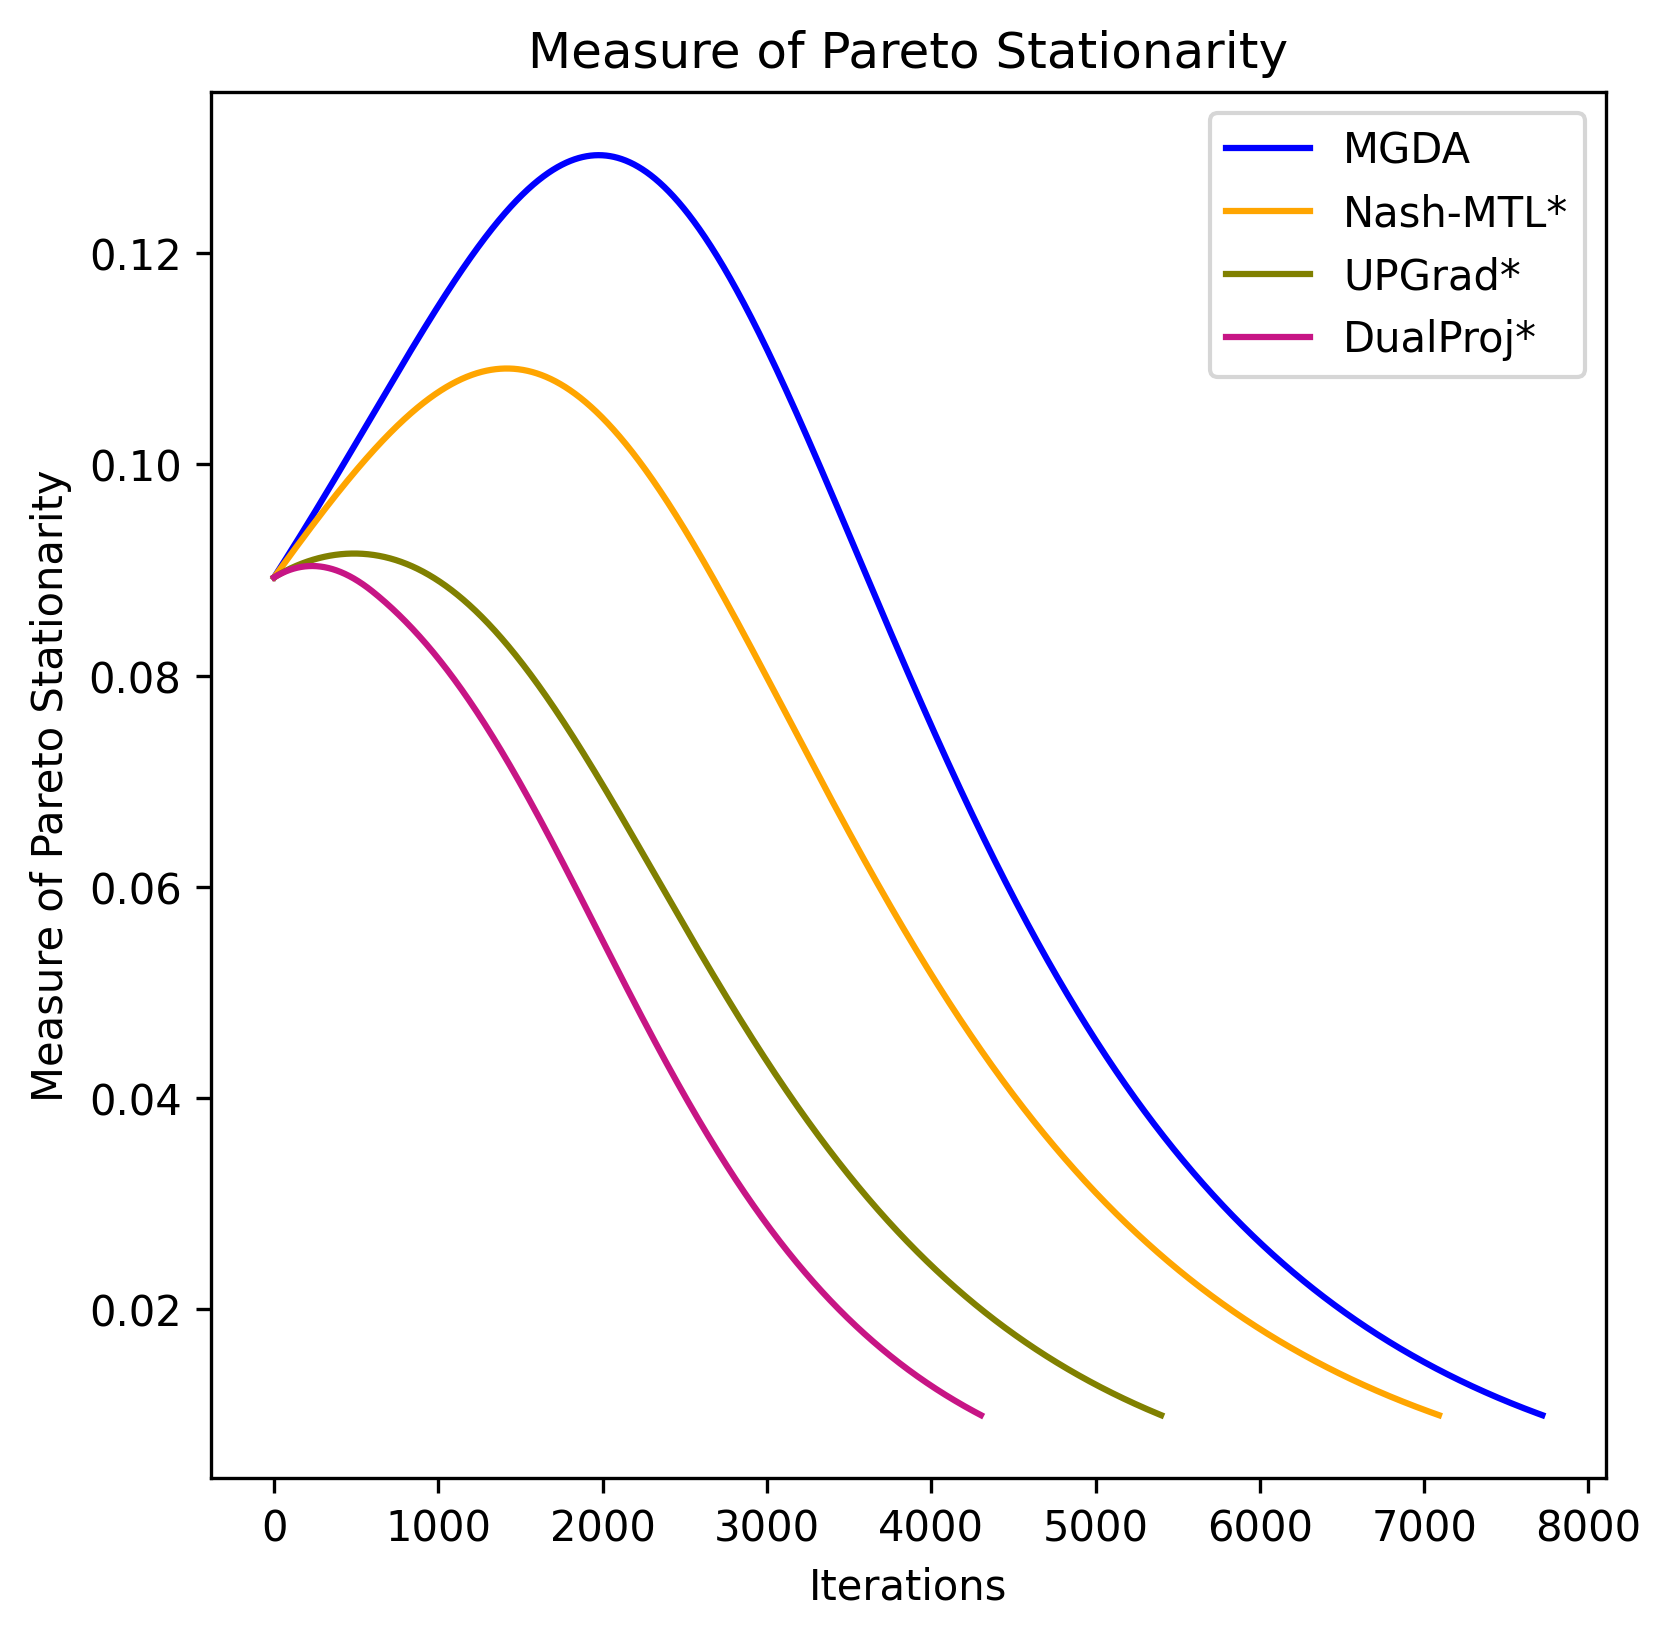 Measure of Pareto Stationarity
MGDA
Nash-MTL*
UPGrad*
DualProj*
Measure of Pareto Stationarity
0.12
0.10
0.08
0.06
0.04
0.02
0 1000 2000 3000 4000 5000 6000 7000 8000
Iterations